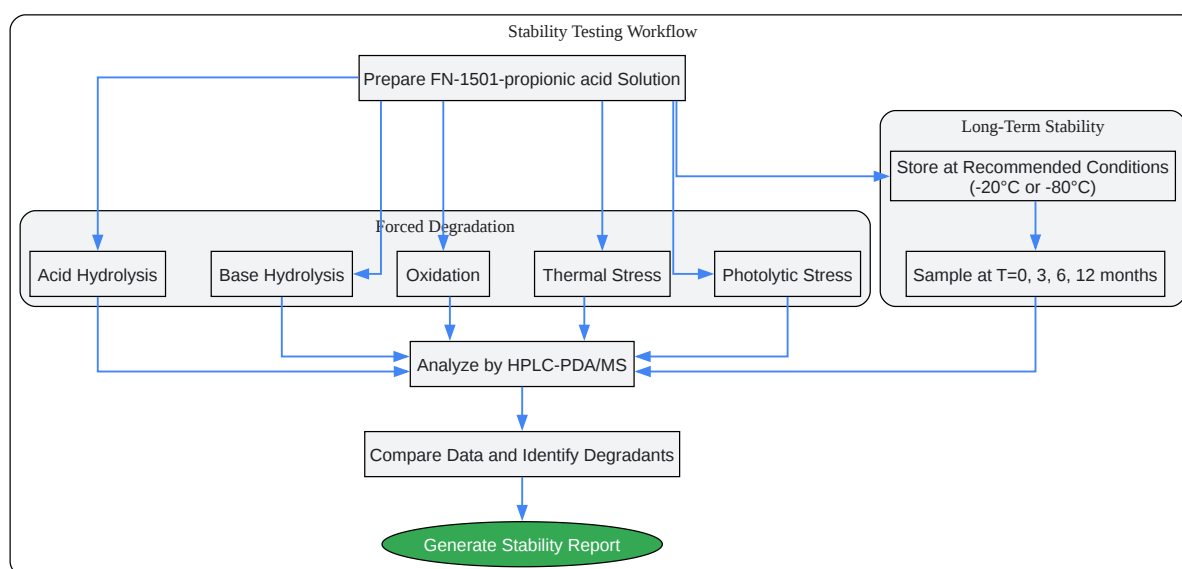 Stability Testing Workflow
Prepare FN-1501-propionic acid Solution
Long-Term Stability
Store at Recommended Conditions
(-20°C or -80°C)
Forced Degradation
Acid Hydrolysis
Base Hydrolysis
Oxidation
Thermal Stress
Photolytic Stress
Sample at T=0, 3, 6, 12 months
Analyze by HPLC-PDA/MS
Compare Data and Identify Degradants
Generate Stability Report